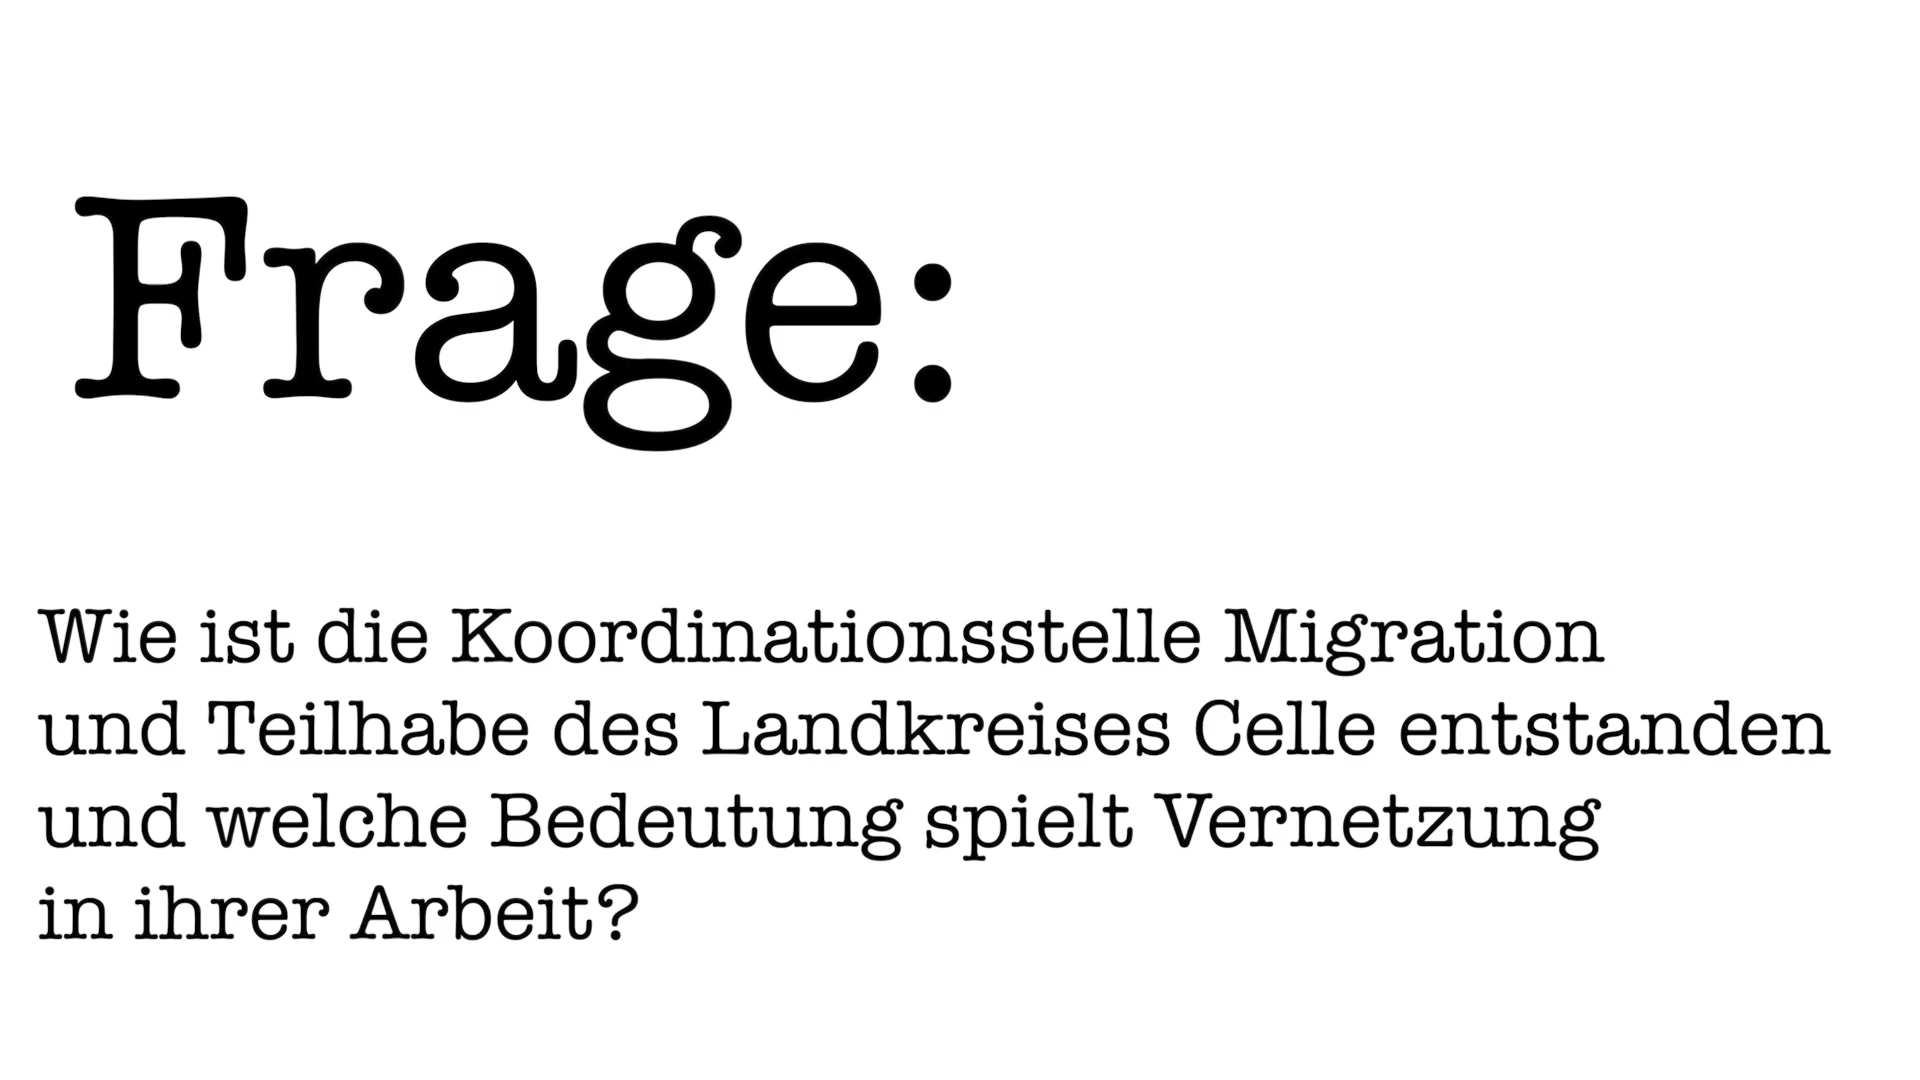 Frage:
Wie ist die Koordinationsstelle Migration
und Teilhabe des Landkreises Celle entstanden
und welche Bedeutung spielt Vernetzung
in ihrer Arbeit?